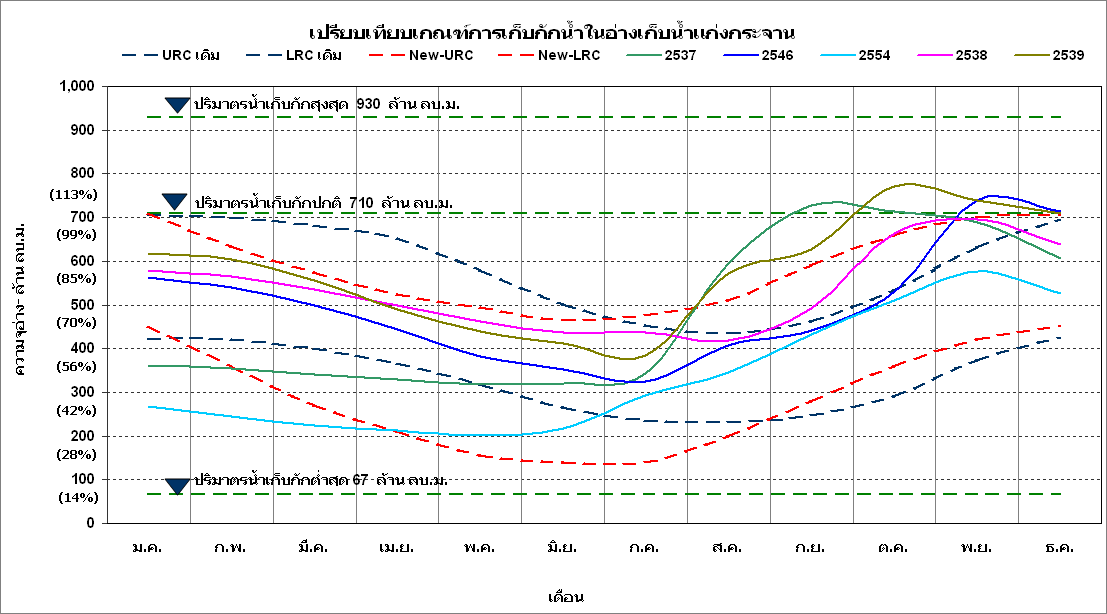 เปรียบเทียบเกณฑ์การเก็บกักน้ำในอ่างเก็บน้ำแก่งกระจาน
URC เดิม LRC เดิม New-URC New-LRC 2537 2546 2554 2538 2539
1,000
ปริมาตรน้ำเก็บกักสูงสุด 930 ล้าน ลบ.ม.
900
800
(113%)
ปริมาตรน้ำเก็บกักปกติ 710 ล้าน ลบ.ม.
700
(99%)
600
(85%)
500
(70%)
400
(56%)
300
(42%)
200
(28%)
ปริมาตรน้ำเก็บกักต่ำสุด 67 ล้าน ลบ.ม.
100
(14%)
0
ความจุอ่าง - ล้าน ลบ.ม.
ม.ค. ก.พ. มี.ค. เม.ย. พ.ค. มิ.ย. ก.ค. ส.ค. ก.ย. ต.ค. พ.ย. ธ.ค.
เดือน